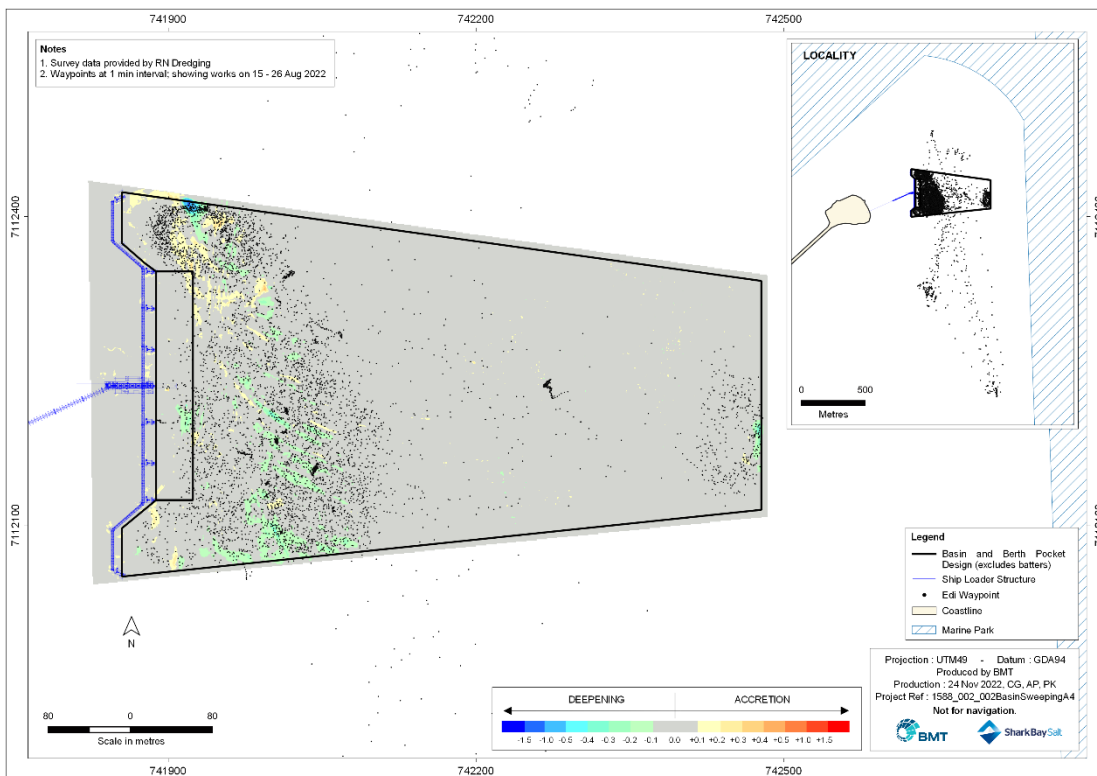 741900
742200
742500
Notes
1. Survey data provided by RN Dredging
2. Waypoints at 1 min interval; showing works on 15 - 26 Aug 2022
LOCALITY
7112400
7112400
0
500
Metres
7112100
7112100
Legend
Basin and Berth Pocket
Design (excludes batters)
Ship Loader Structure
Edi Waypoint
Coastline
Marine Park
N
Projection : UTM49 - Datum : GDA94
Produced by BMT
Production : 24 Nov 2022, CG, AP, PK
Project Ref : 1588_002_002BasinSweepingA4
Not for navigation.
BMT
SharkBaySalt
80
0
80
Scale in metres
DEEPENING
ACCRETION
-1.5 -1.0 -0.5 -0.4 -0.3 -0.2 -0.1 0.0 +0.1 +0.2 +0.3 +0.4 +0.5 +1.0 +1.5
741900
742200
742500